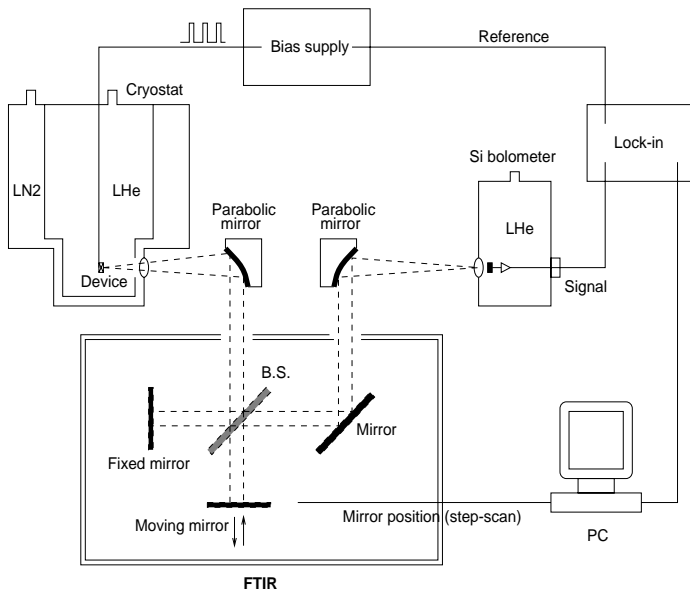 Bias supply
Reference
Cryostat
Si bolometer
Lock-in
LN2
LHe
Parabolic
mirror
Parabolic
mirror
LHe
Device
Signal
B.S.
Mirror
Fixed mirror
Moving mirror
Mirror position (step-scan)
PC
FTIR